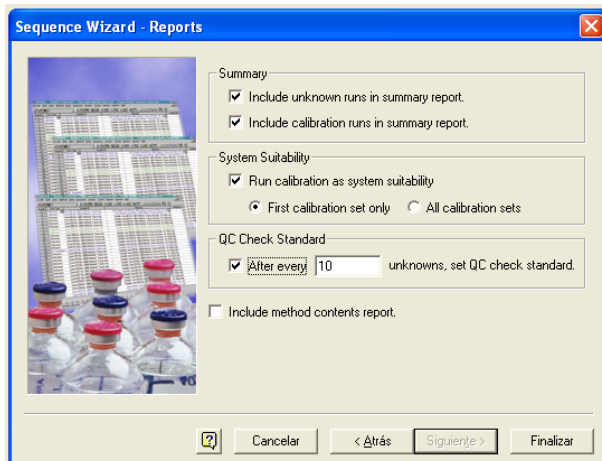 Sequence Wizard - Reports
Summary
Include unknown runs in summary report.
Include calibration runs in summary report.
System Suitability
Run calibration as system suitability
First calibration set only All calibration sets
QC Check Standard
After every 10 unknowns, set QC check standard.
Include method contents report.
Cancelar < Atrás Siguiente > Finalizar